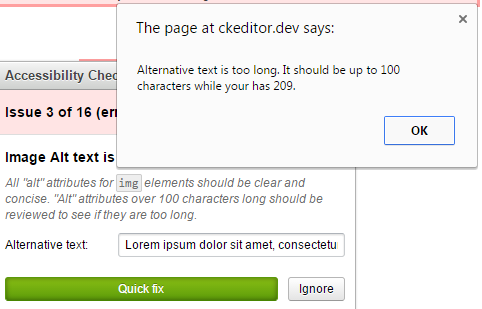 The page at ckeditor.dev says:
Alternative text is too long. It should be up to 100
characters while your has 209.
OK
Accessibility Chec
Issue 3 of 16 (er
Image Alt text is
All "alt" attributes for img elements should be clear and
concise. "Alt" attributes over 100 characters long should be
reviewed to see if they are too long.
Alternative text: Lorem ipsum dolor sit amet, consectetu
Quick fix Ignore